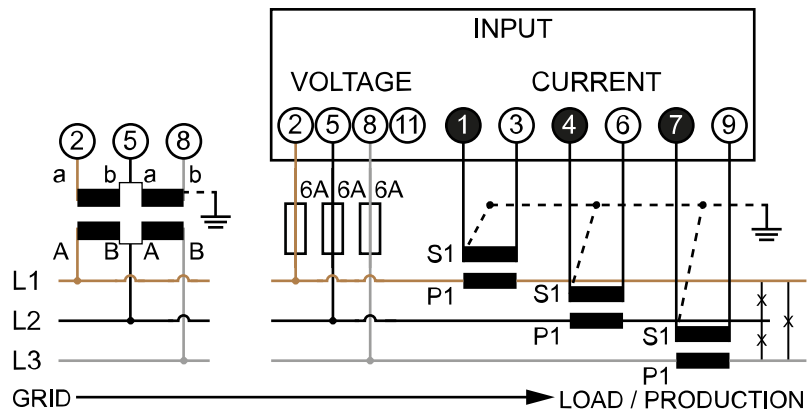 INPUT
VOLTAGE CURRENT
2 5 8 2 5 8 11 1 3 4 6 7 9
a b a b
6A 6A 6A
A B A B
S1
L1
P1 S1
L2
P1 S1
L3
P1
GRID LOAD / PRODUCTION